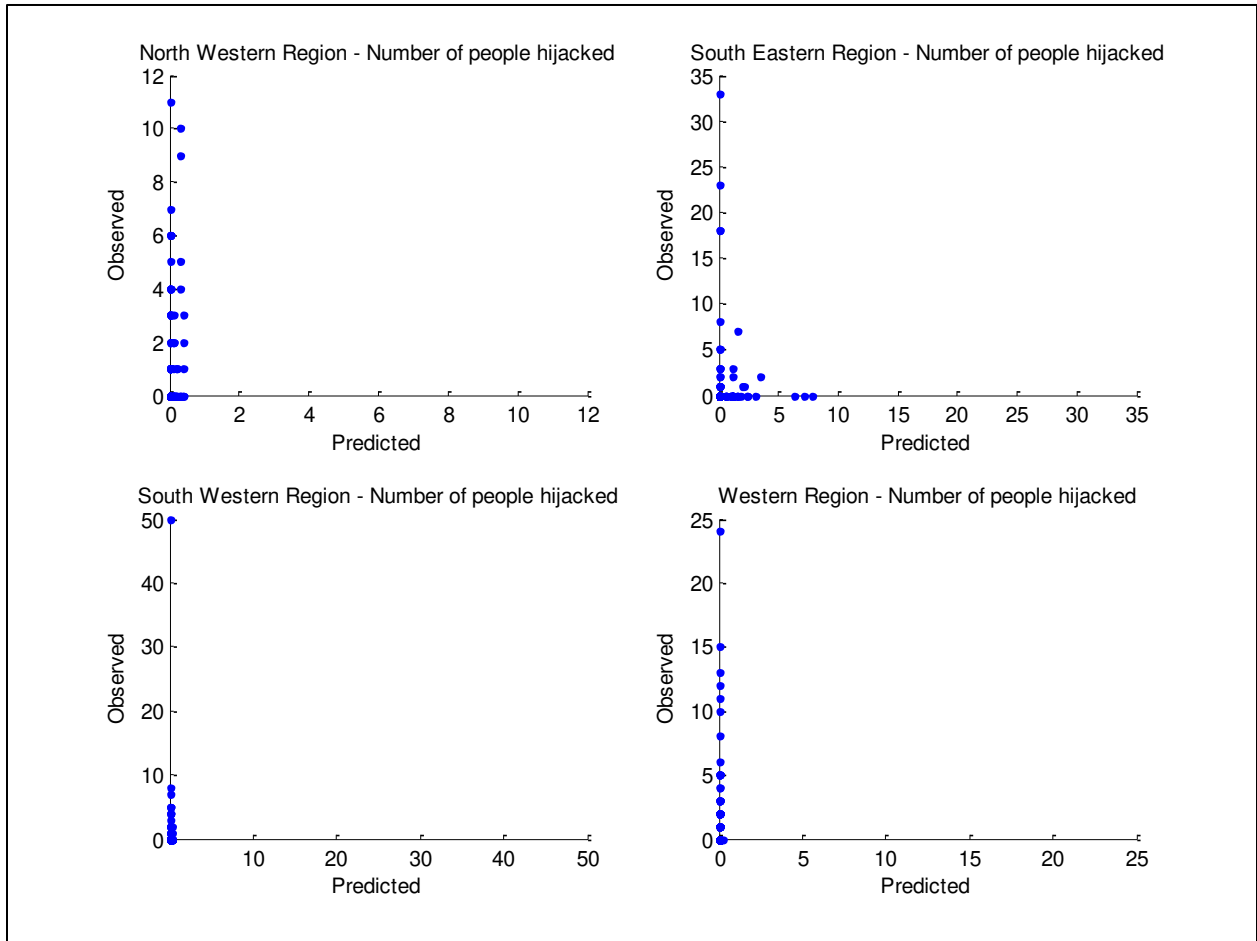 North Western Region - Number of people hijacked
12
10
8
6
4
2
0
Observed
0 2 4 6 8 10 12
Predicted
South Eastern Region - Number of people hijacked
35
30
25
20
15
10
5
0
Observed
0 5 10 15 20 25 30 35
Predicted
South Western Region - Number of people hijacked
50
40
30
20
10
0
Observed
10 20 30 40 50
Predicted
Western Region - Number of people hijacked
25
20
15
10
5
0
Observed
0 5 10 15 20 25
Predicted